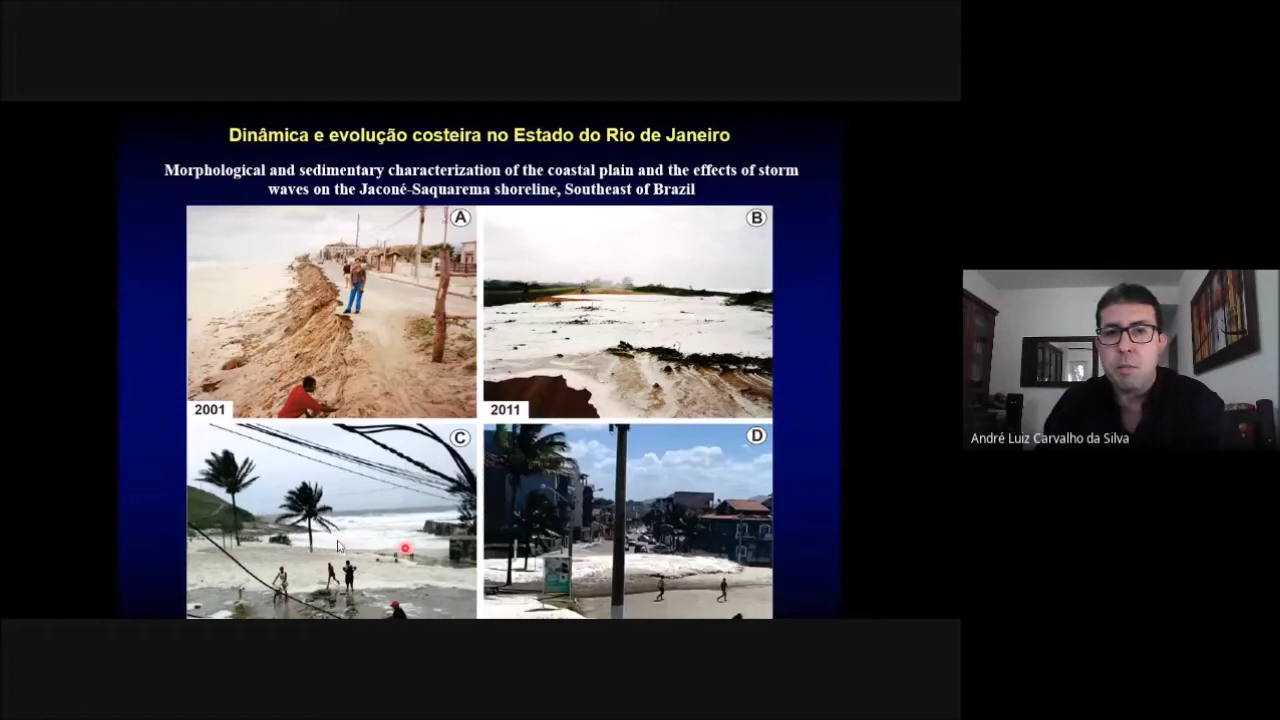 Dinâmica e evolução costeira no Estado do Rio de Janeiro
Morphological and sedimentary characterization of the coastal plain and the effects of storm
waves on the Jaconé-Saquarema shoreline, Southeast of Brazil
A
B
2001
2011
C
D
André Luiz Carvalho da Silva